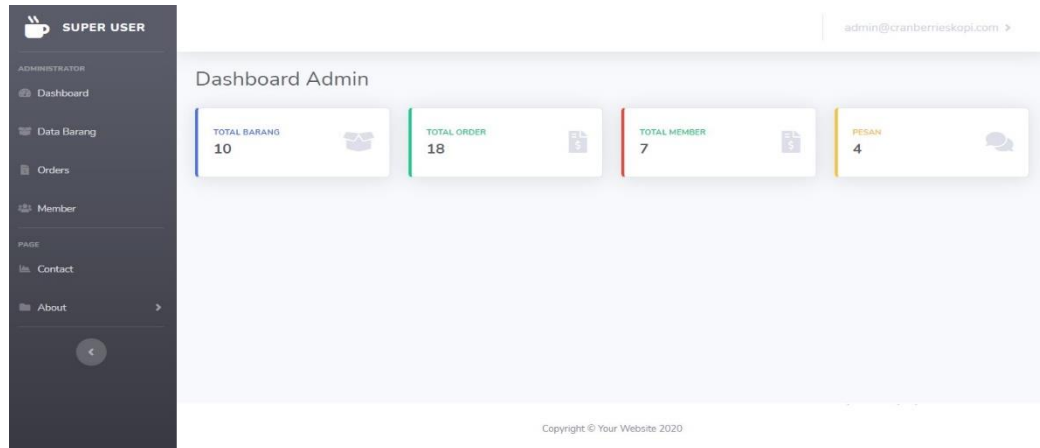 SUPER USER
admin@cranberrieskopi.com
ADMINISTRATOR
Dashboard
Data Barang
Orders
Member
PAGE
Contact
About
Dashboard Admin
TOTAL BARANG
10
TOTAL ORDER
18
TOTAL MEMBER
7
PESAN
4
Copyright © Your Website 2020